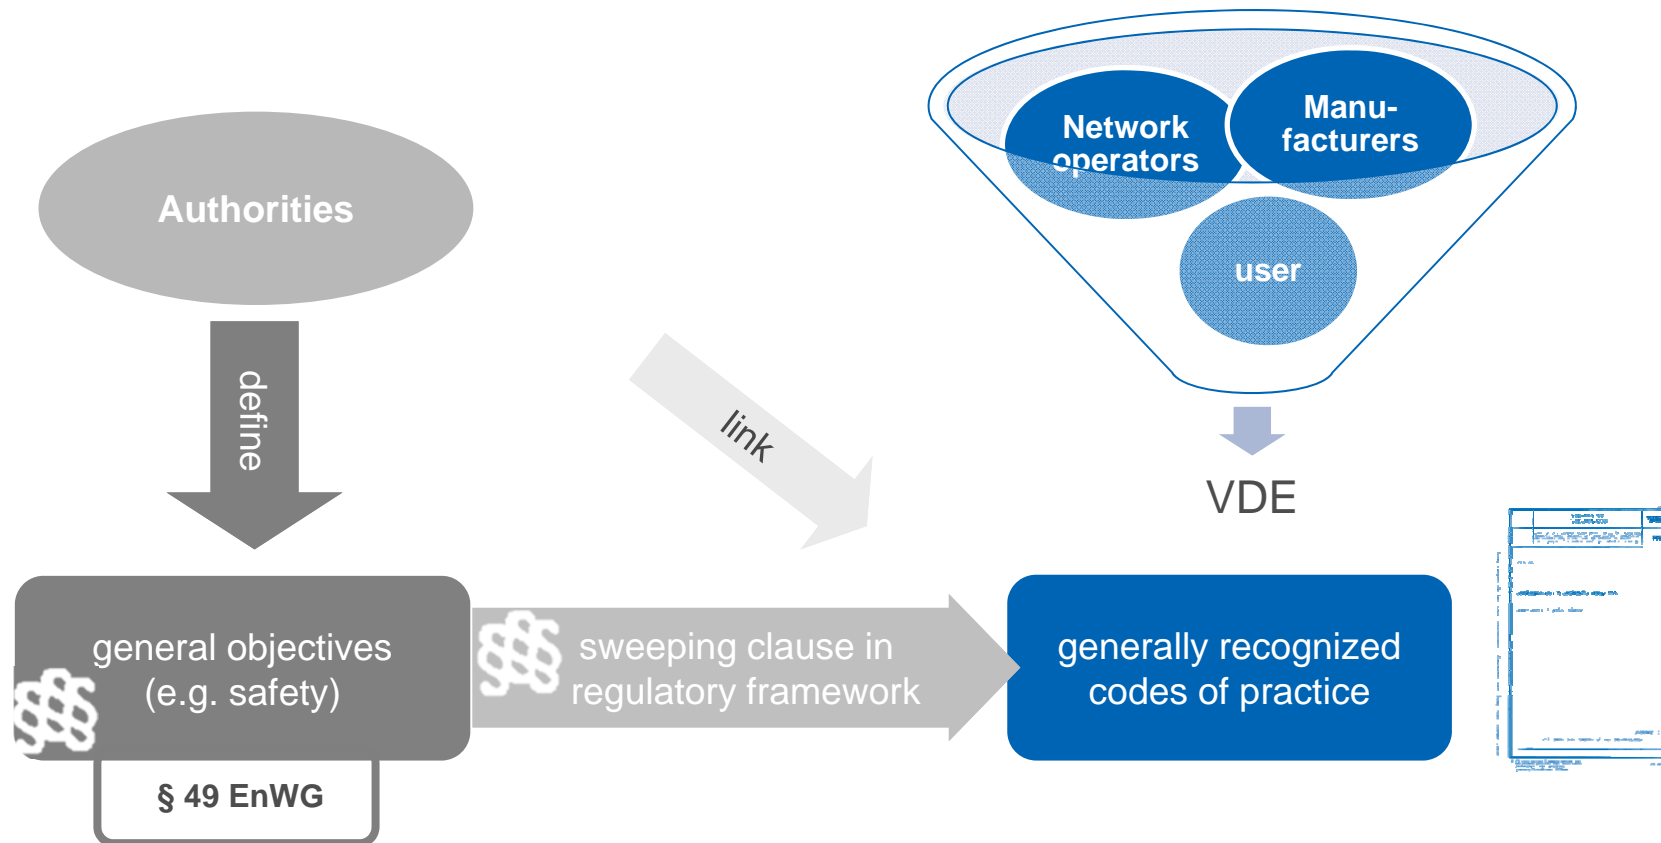 Authorities
define
link
Network
operators
Manu-
facturers
user
VDE
general objectives
(e.g. safety)
§§§
§ 49 EnWG
§§§
sweeping clause in
regulatory framework
generally recognized
codes of practice